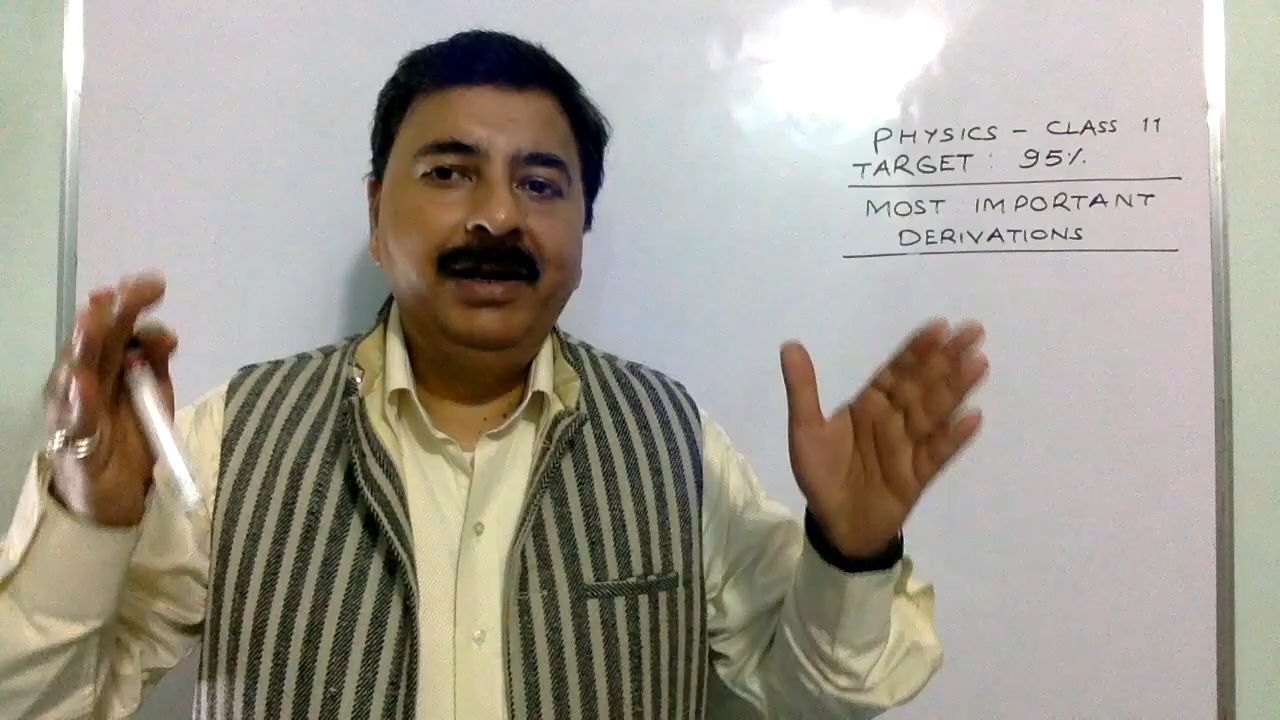 PHYSICS - CLASS 11
TARGET : 95%
MOST IMPORTANT
DERIVATIONS